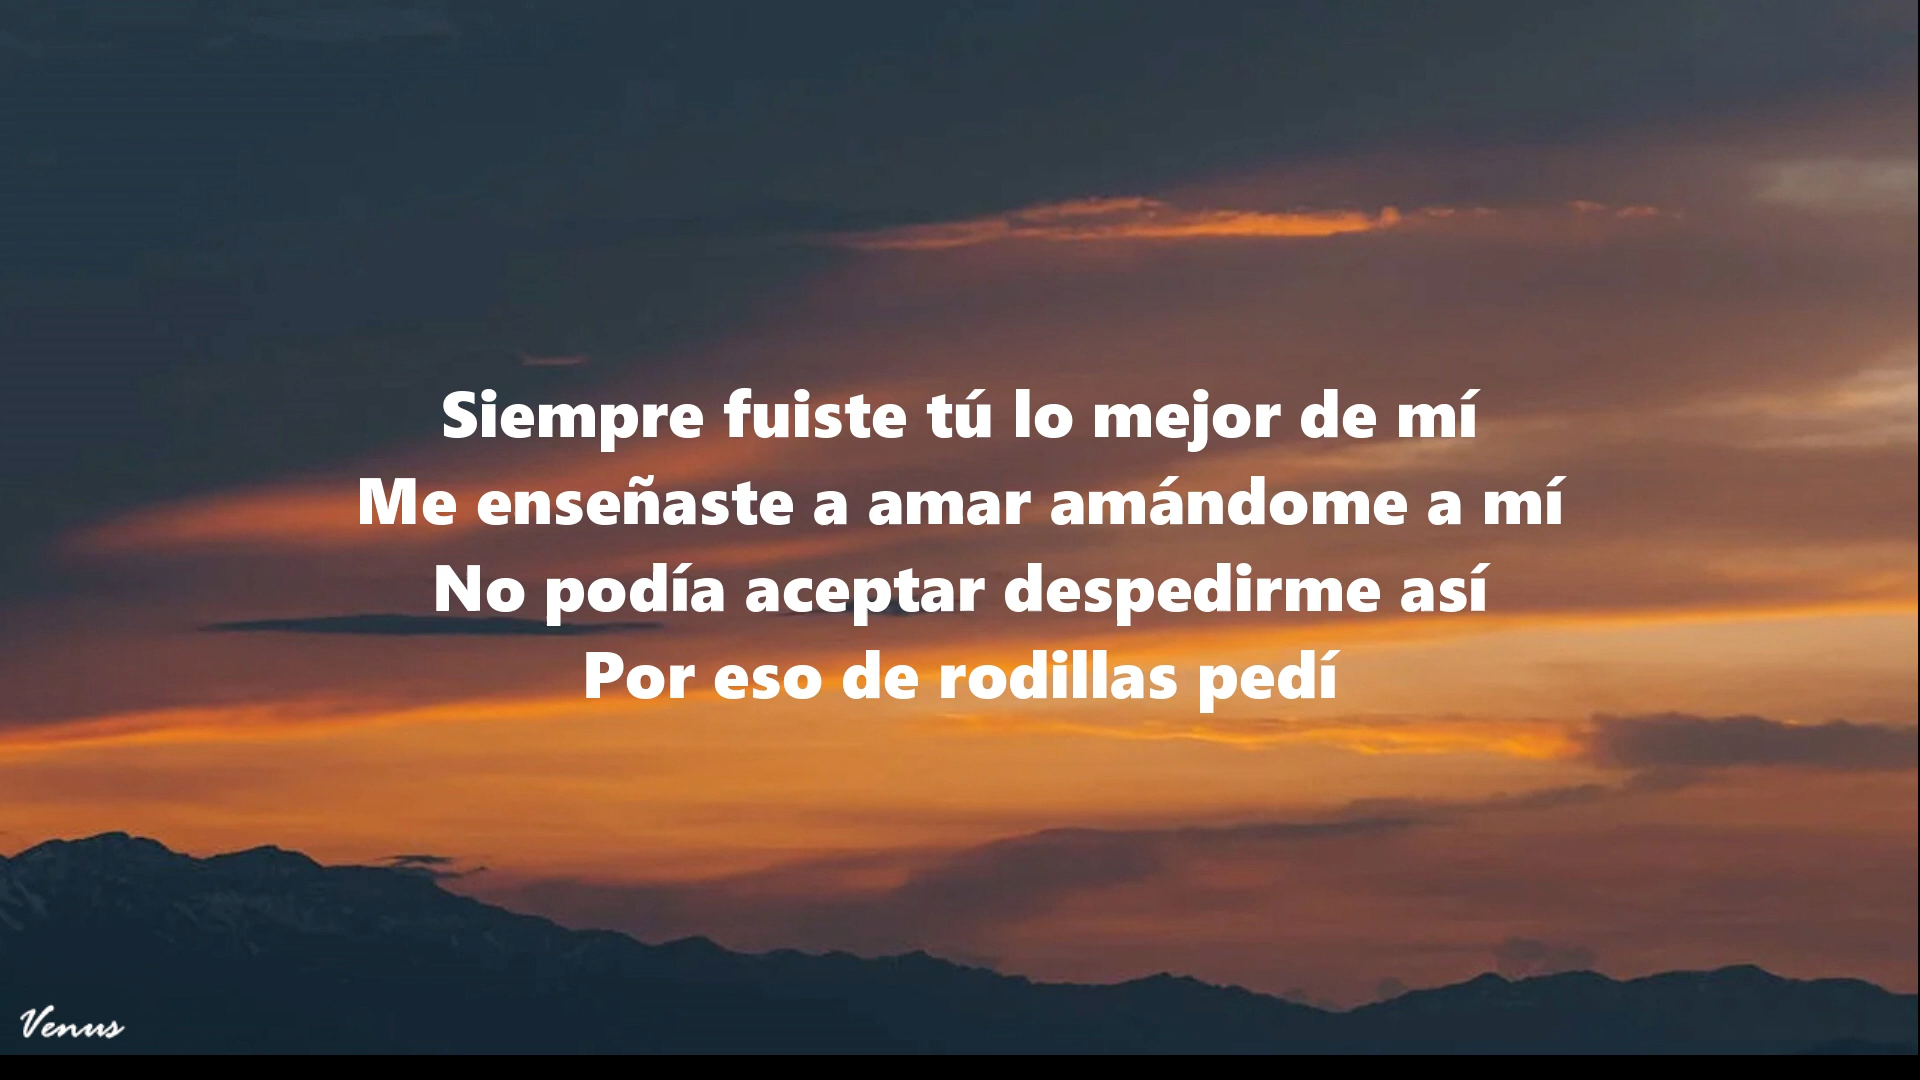 Siempre fuiste tú lo mejor de mí
Me enseñaste a amar amándome a mí
No podía aceptar despedirme así
Por eso de rodillas pedí
Venus